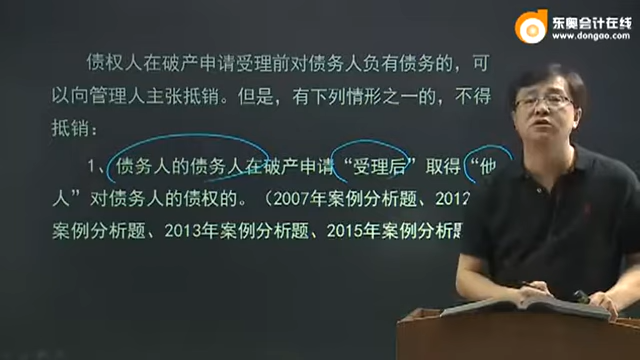 东奥会计在线
www.dongao.com
债权人在破产申请受理前对债务人负有债务的，可
以向管理人主张抵销。但是，有下列情形之一的，不得
抵销：
1、债务人的债务人在破产申请“受理后”取得“他
人”对债务人的债权的。（2007年案例分析题、2012
案例分析题、2013年案例分析题、2015年案例分析题